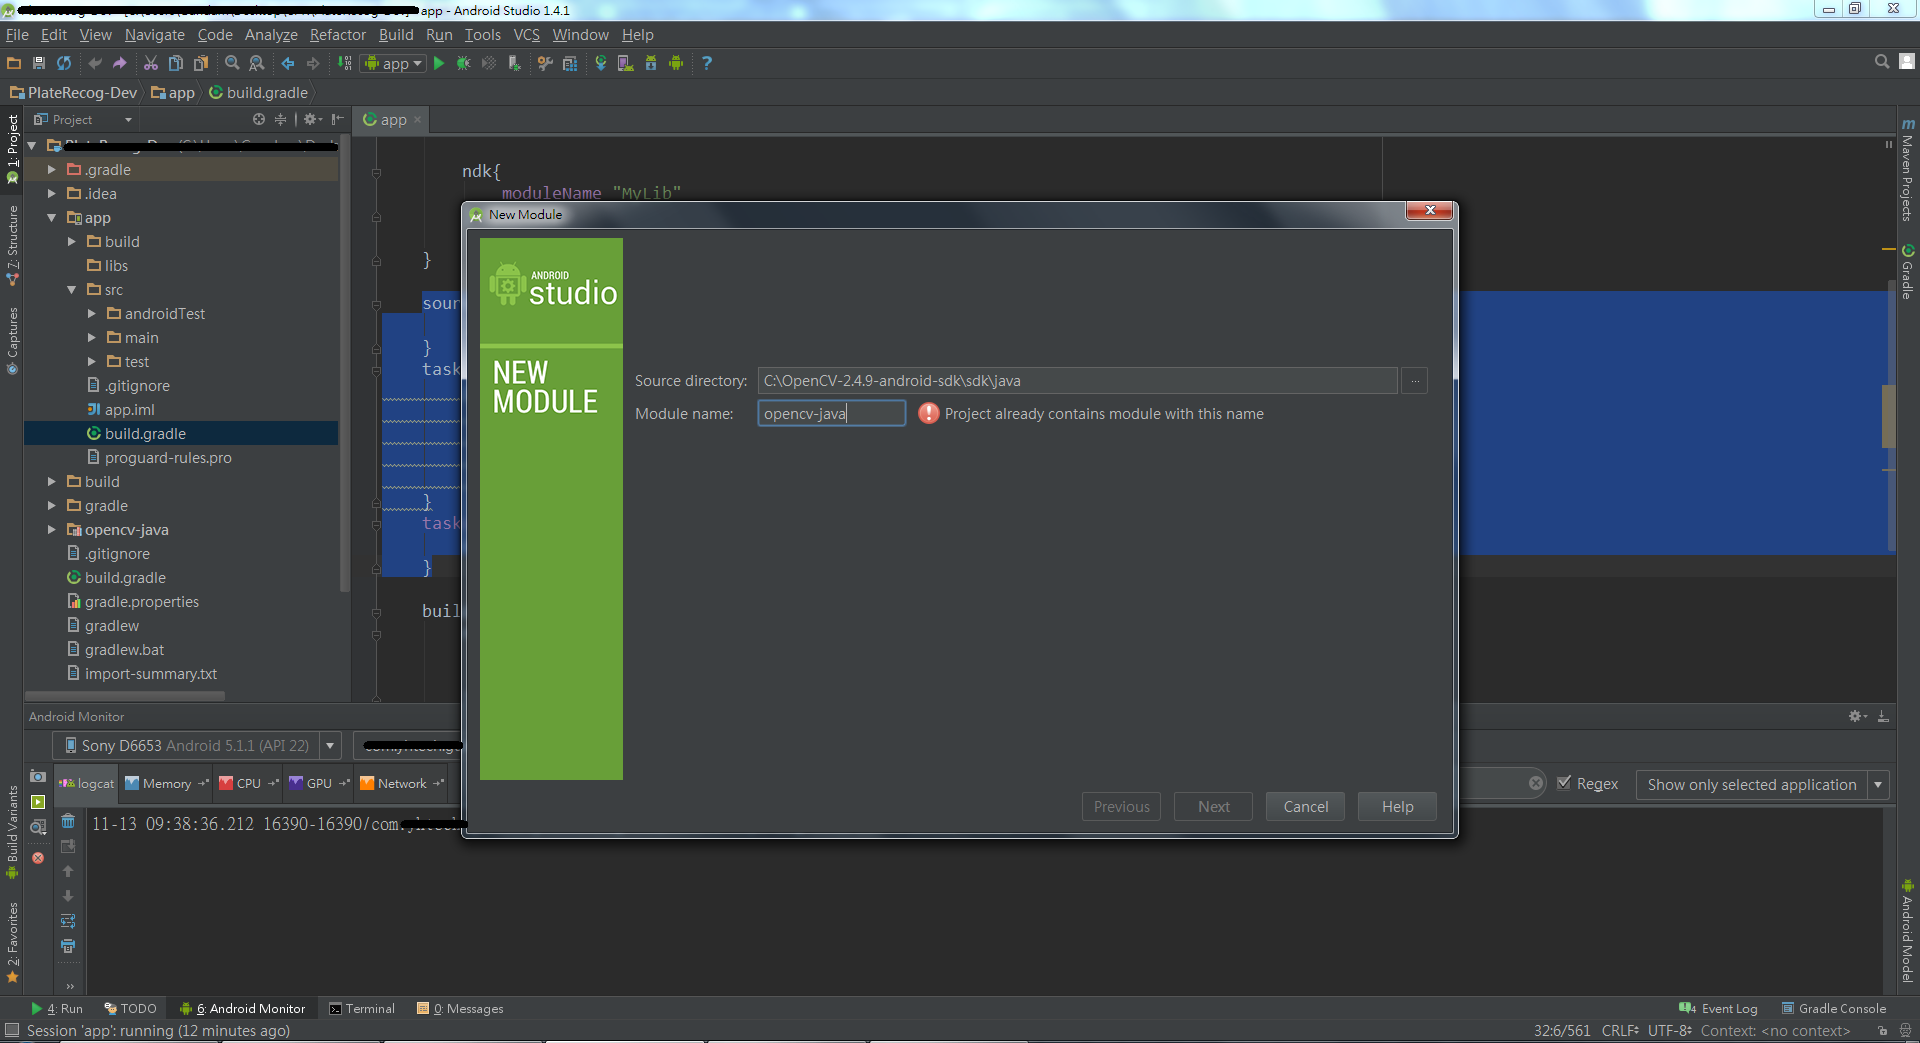 app - Android Studio 1.4.1
File Edit View Navigate Code Analyze Refactor Build Run Tools VCS Window Help
app
PlateRecog-Dev app build.gradle
Project
app
1: Project
7: Structure
Captures
Build Variants
2: Favorites
.gradle
.idea
app
build
libs
src
androidTest
main
test
.gitignore
app.iml
build.gradle
proguard-rules.pro
build
gradle
opencv-java
.gitignore
build.gradle
gradle.properties
gradlew
gradlew.bat
import-summary.txt
ndk{
moduleName "MyLib"
}
sour
}
task
}
task
}
buil
m Maven Projects
Gradle
Android Model
New Module
ANDROID
studio
NEW
MODULE
Source directory: C:\OpenCV-2.4.9-android-sdk\sdk\java ...
Module name: opencv-java Project already contains module with this name
Previous Next Cancel Help
Android Monitor
Sony D6653 Android 5.1.1 (API 22)
logcat Memory CPU GPU Network
Regex Show only selected application
11-13 09:38:36.212 16390-16390/com.
4: Run TODO 6: Android Monitor Terminal 0: Messages Event Log Gradle Console
Session 'app': running (12 minutes ago) 32:6/561 CRLF UTF-8 Context: <no context>